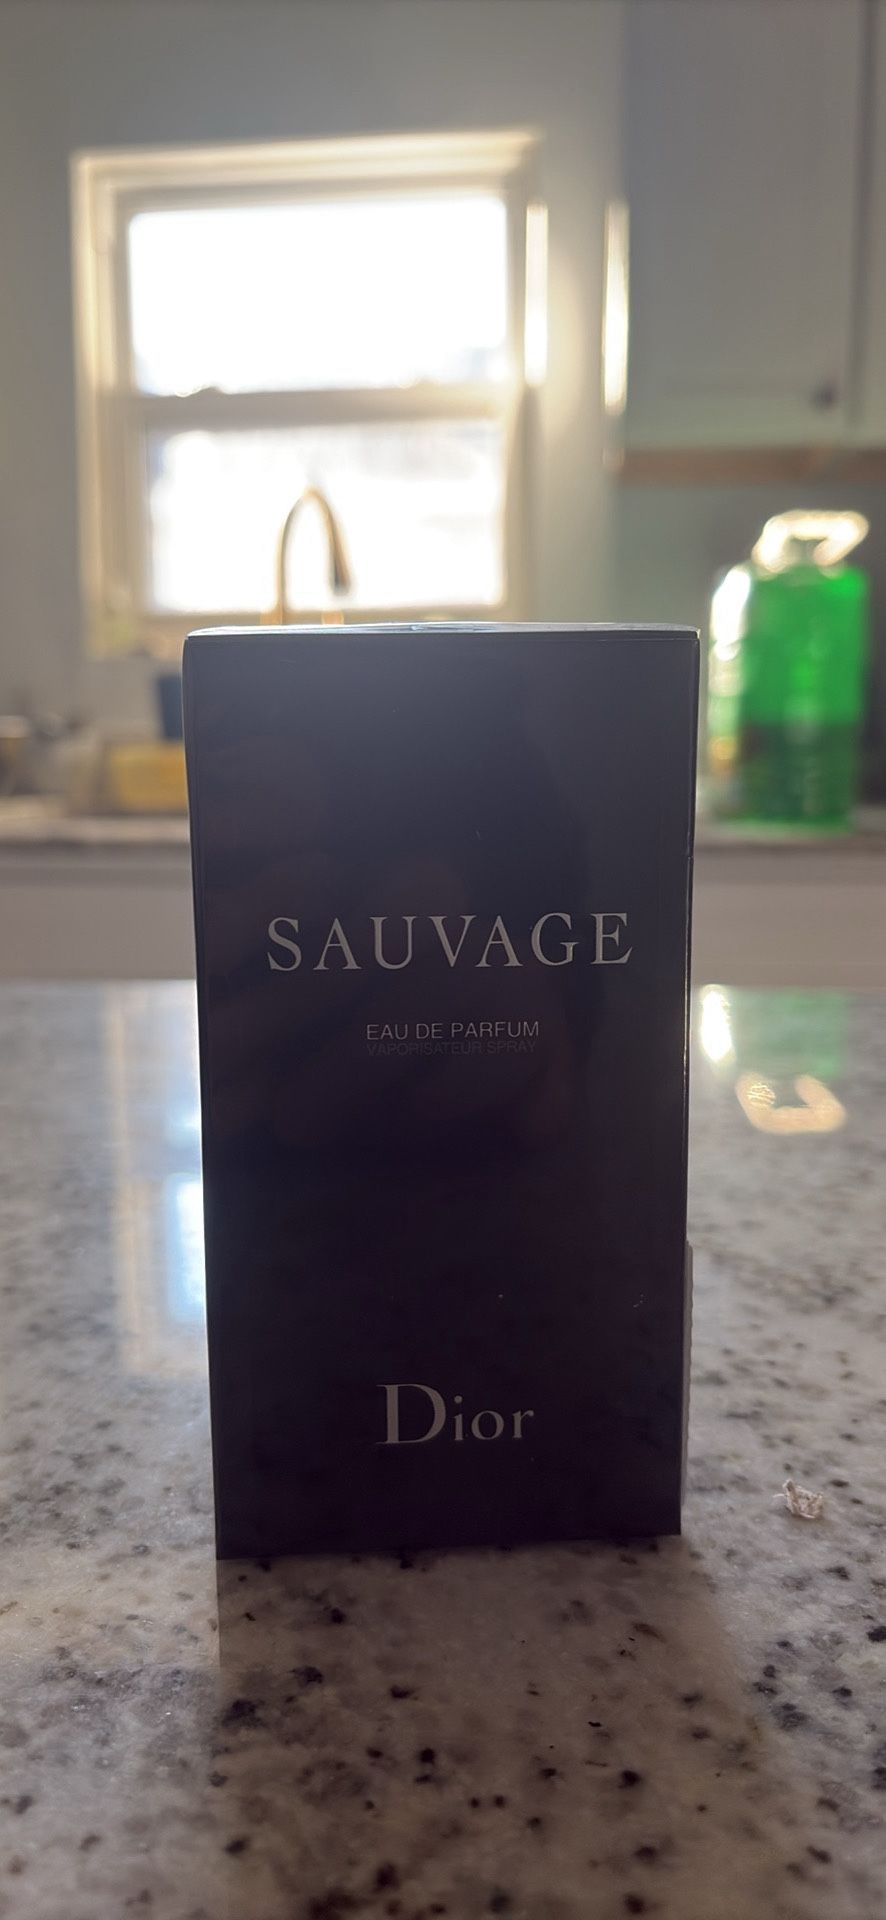 SAUVAGE
EAU DE PARFUM
VAPORISATEUR SPRAY
Dior